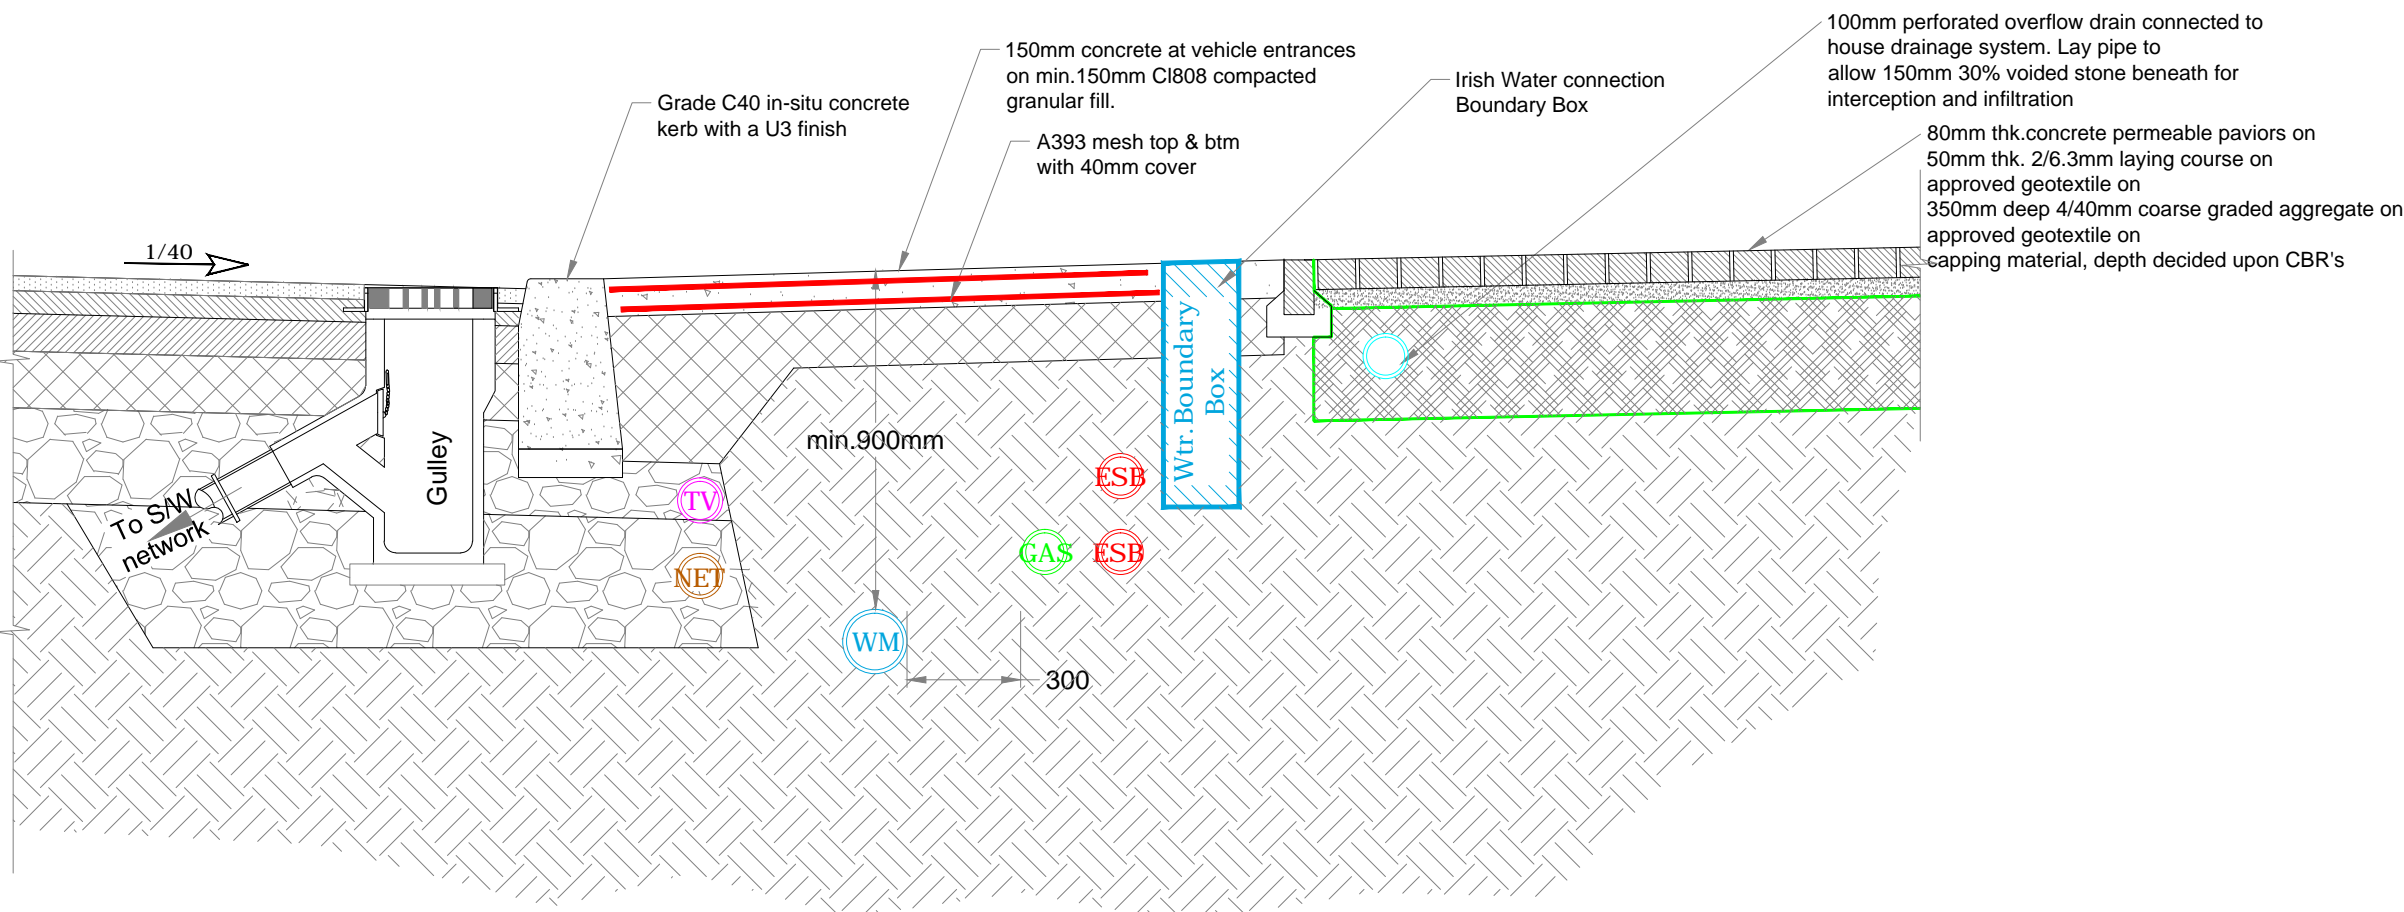 100mm perforated overflow drain connected to
house drainage system. Lay pipe to
allow 150mm 30% voided stone beneath for
interception and infiltration
150mm concrete at vehicle entrances
on min.150mm Cl808 compacted
granular fill.
Irish Water connection
Boundary Box
Grade C40 in-situ concrete
kerb with a U3 finish
A393 mesh top & btm
with 40mm cover
80mm thk.concrete permeable paviors on
50mm thk. 2/6.3mm laying course on
approved geotextile on
350mm deep 4/40mm coarse graded aggregate on
approved geotextile on
capping material, depth decided upon CBR's
1/40
Wtr.Boundary
Box
min.900mm
Gulley
To S/W
network
TV
NET
ESB
GAS
ESB
WM
300